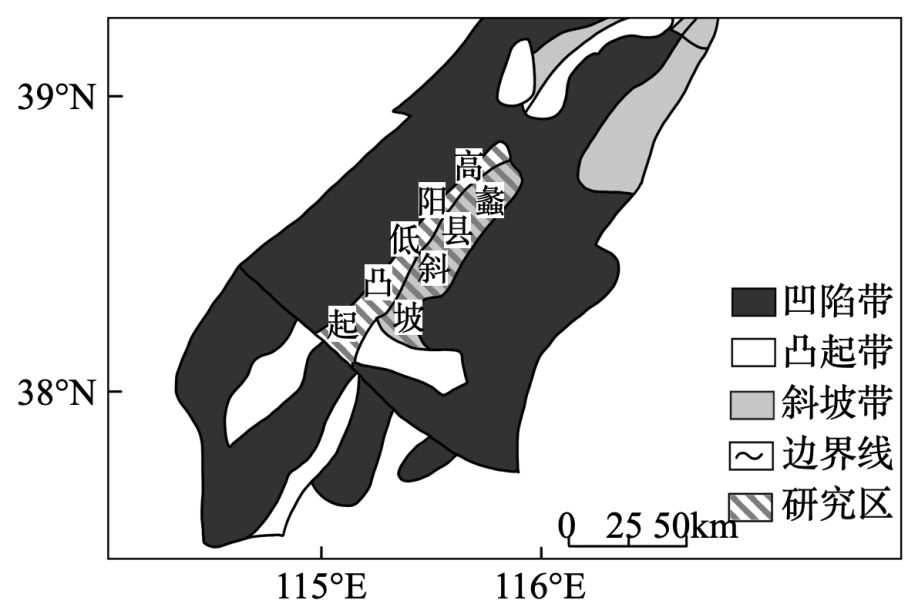 39°N
38°N
115°E
116°E
高阳低凸起
蠡县斜坡
凹陷带
凸起带
斜坡带
边界线
研究区
0 25 50km